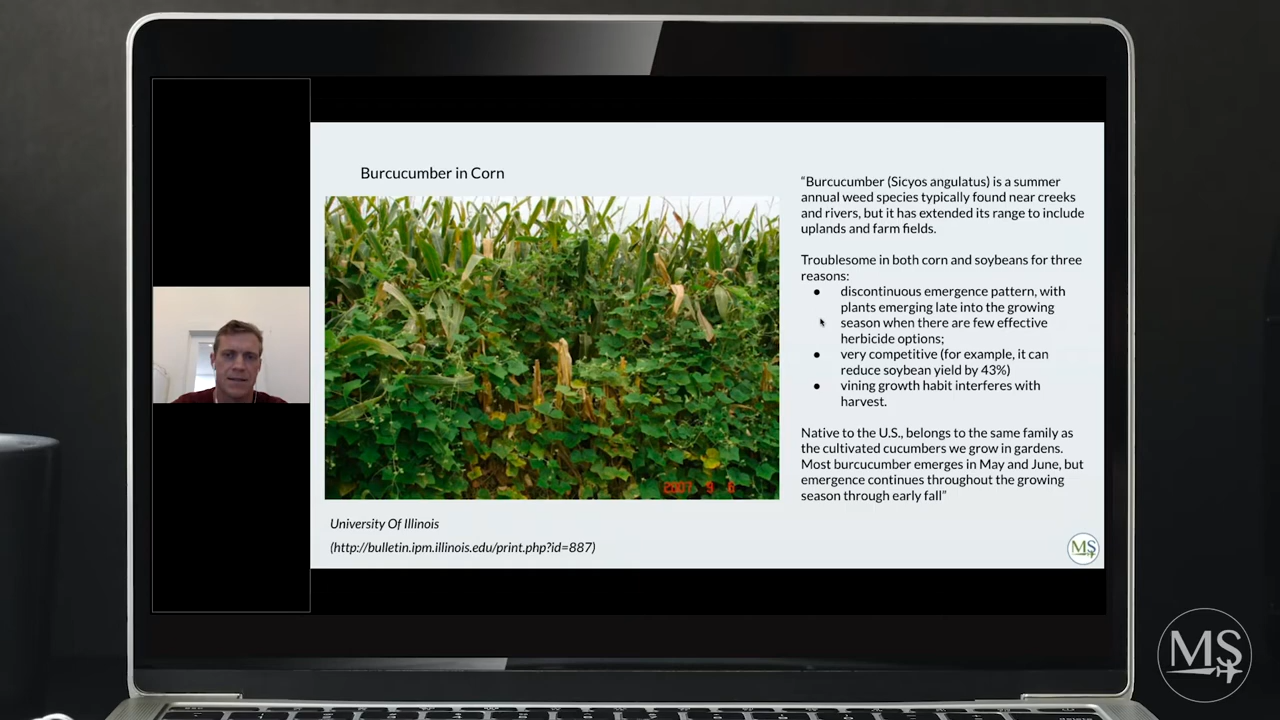 Burcucumber in Corn
“Burcucumber (Sicyos angulatus) is a summer
annual weed species typically found near creeks
and rivers, but it has extended its range to include
uplands and farm fields.
Troublesome in both corn and soybeans for three
reasons:
● discontinuous emergence pattern, with
plants emerging late into the growing
season when there are few effective
herbicide options;
● very competitive (for example, it can
reduce soybean yield by 43%)
● vining growth habit interferes with
harvest.
Native to the U.S., belongs to the same family as
the cultivated cucumbers we grow in gardens.
Most burcucumber emerges in May and June, but
emergence continues throughout the growing
season through early fall”
2007 9 6
University Of Illinois
(http://bulletin.ipm.illinois.edu/print.php?id=887)
MS
MS